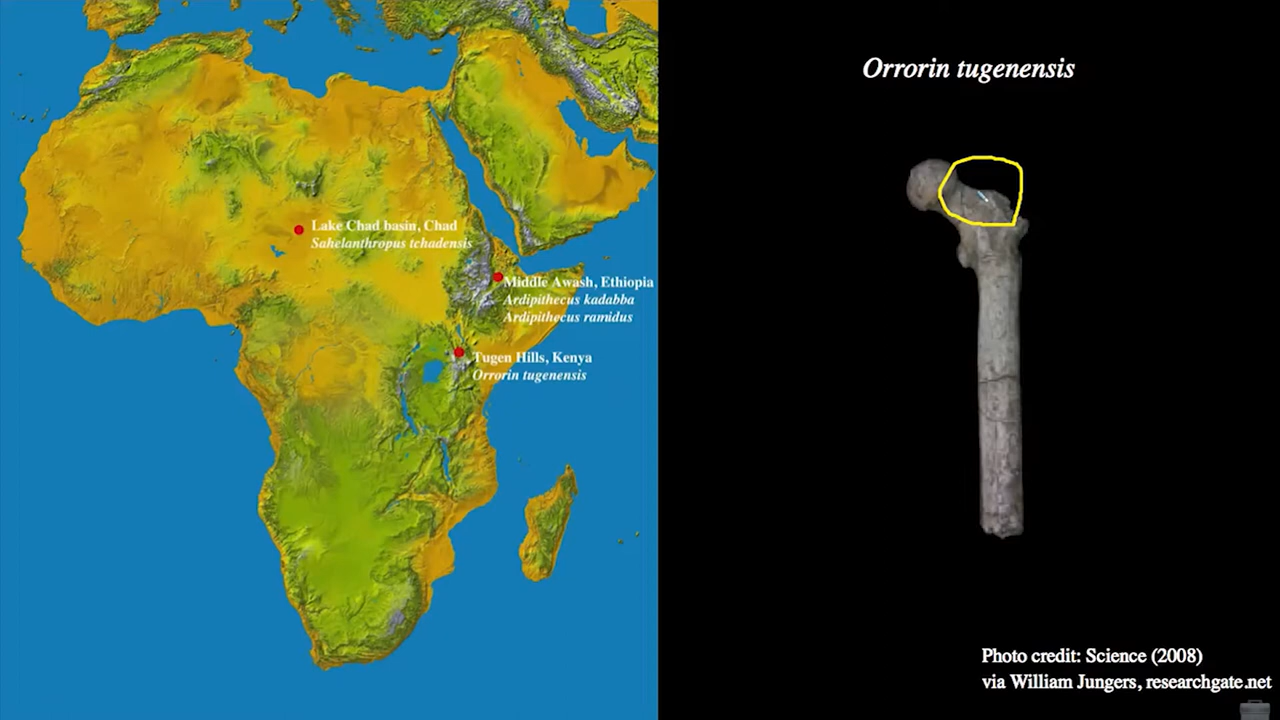 Lake Chad basin, Chad
Sahelanthropus tchadensis
Middle Awash, Ethiopia
Ardipithecus kadabba
Ardipithecus ramidus
Tugen Hills, Kenya
Orrorin tugenensis
Orrorin tugenensis
Photo credit: Science (2008)
via William Jungers, researchgate.net